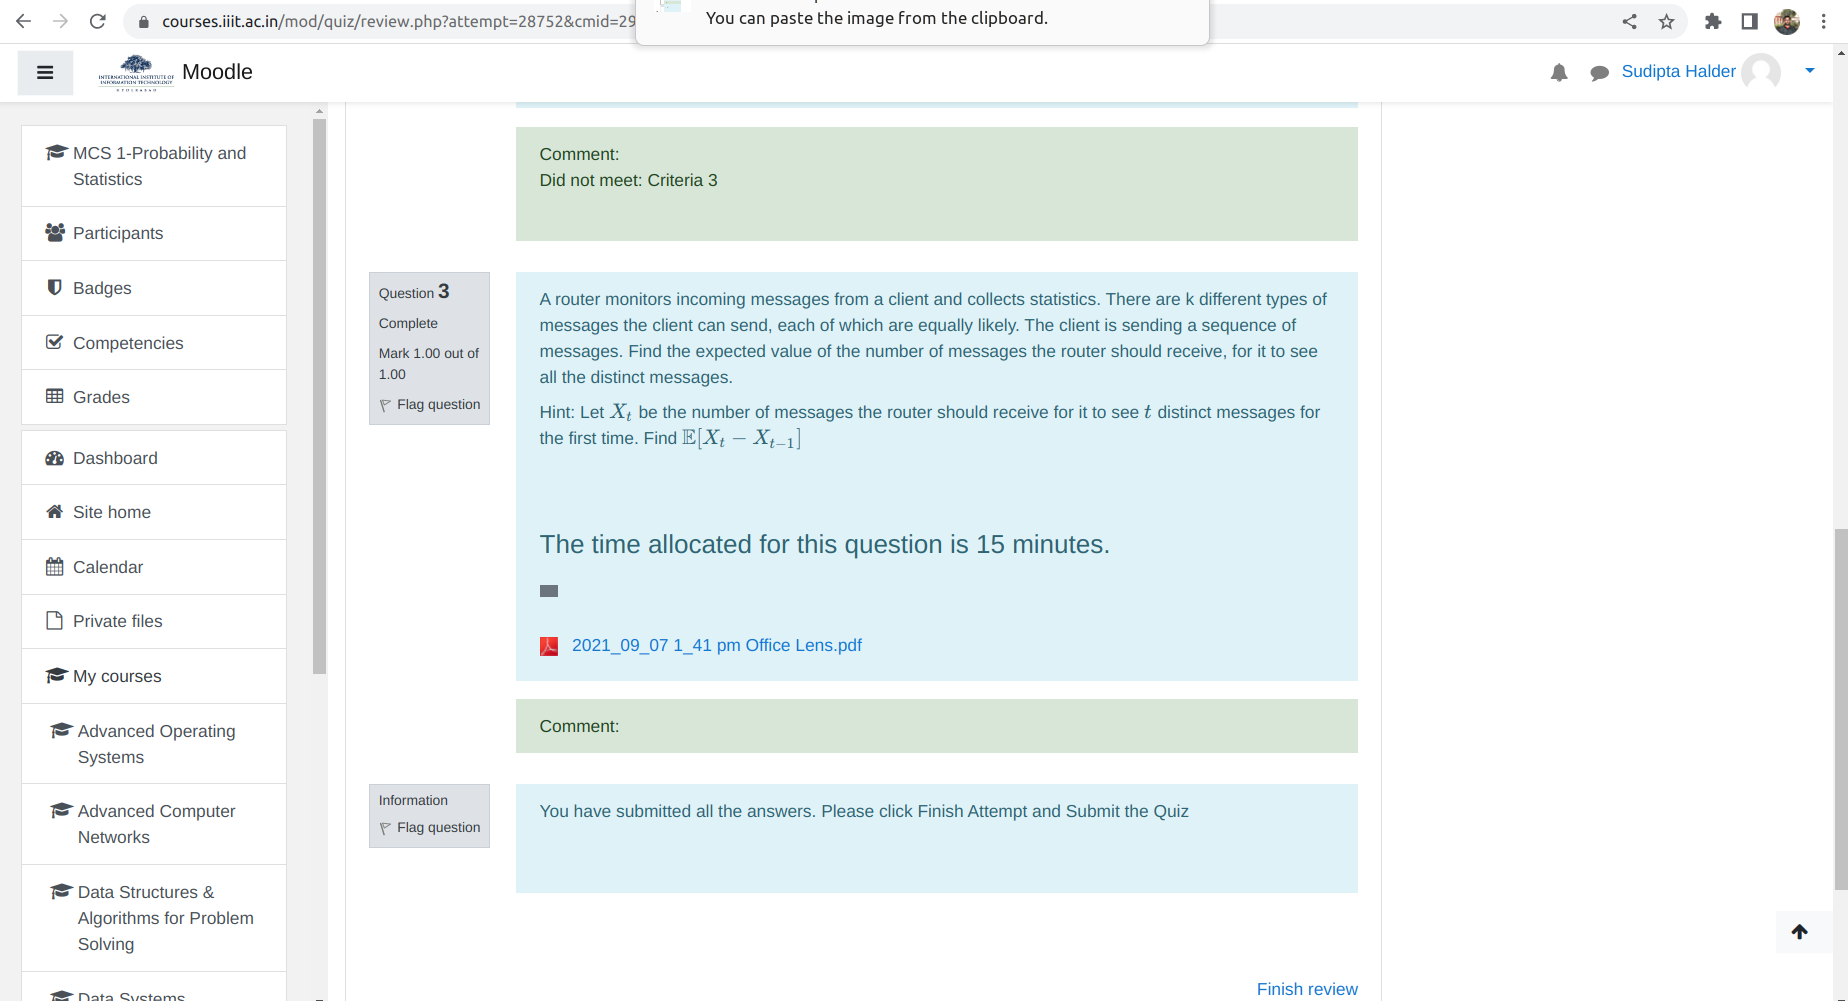 courses.iiit.ac.in/mod/quiz/review.php?attempt=28752&cmid=29
You can paste the image from the clipboard.
INTERNATIONAL INSTITUTE OF
INFORMATION TECHNOLOGY
HYDERABAD
Moodle
Sudipta Halder
MCS 1-Probability and
Statistics
Participants
Badges
Competencies
Grades
Dashboard
Site home
Calendar
Private files
My courses
Advanced Operating
Systems
Advanced Computer
Networks
Data Structures &
Algorithms for Problem
Solving
Data Systems
Comment:
Did not meet: Criteria 3
Question 3
Complete
Mark 1.00 out of
1.00
Flag question
A router monitors incoming messages from a client and collects statistics. There are k different types of
messages the client can send, each of which are equally likely. The client is sending a sequence of
messages. Find the expected value of the number of messages the router should receive, for it to see
all the distinct messages.
Hint: Let X_t be the number of messages the router should receive for it to see t distinct messages for
the first time. Find 𝔼[X_t − X_{t−1}]
The time allocated for this question is 15 minutes.
2021_09_07 1_41 pm Office Lens.pdf
Comment:
Information
Flag question
You have submitted all the answers. Please click Finish Attempt and Submit the Quiz
Finish review